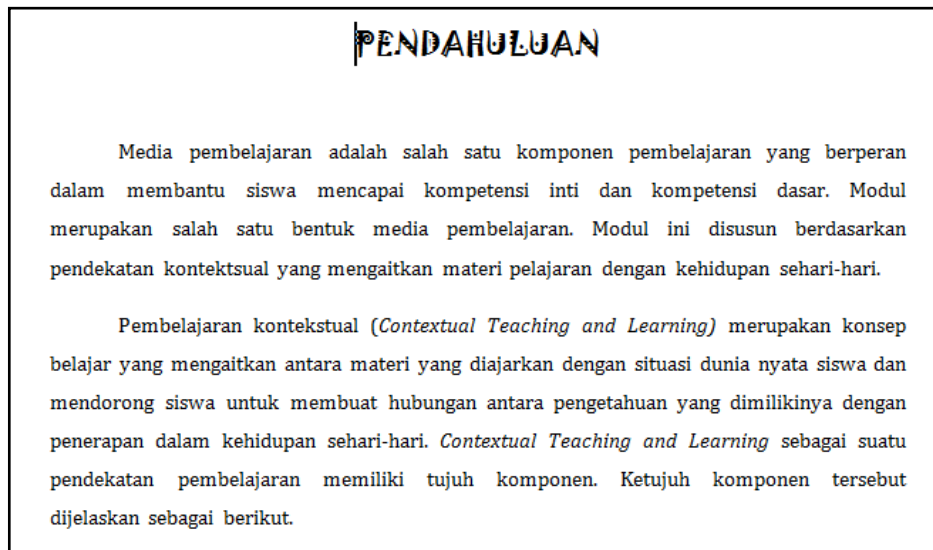 PENDAHULUAN
Media pembelajaran adalah salah satu komponen pembelajaran yang berperan
dalam membantu siswa mencapai kompetensi inti dan kompetensi dasar. Modul
merupakan salah satu bentuk media pembelajaran. Modul ini disusun berdasarkan
pendekatan kontektsual yang mengaitkan materi pelajaran dengan kehidupan sehari-hari.
Pembelajaran kontekstual (Contextual Teaching and Learning) merupakan konsep
belajar yang mengaitkan antara materi yang diajarkan dengan situasi dunia nyata siswa dan
mendorong siswa untuk membuat hubungan antara pengetahuan yang dimilikinya dengan
penerapan dalam kehidupan sehari-hari. Contextual Teaching and Learning sebagai suatu
pendekatan pembelajaran memiliki tujuh komponen. Ketujuh komponen tersebut
dijelaskan sebagai berikut.